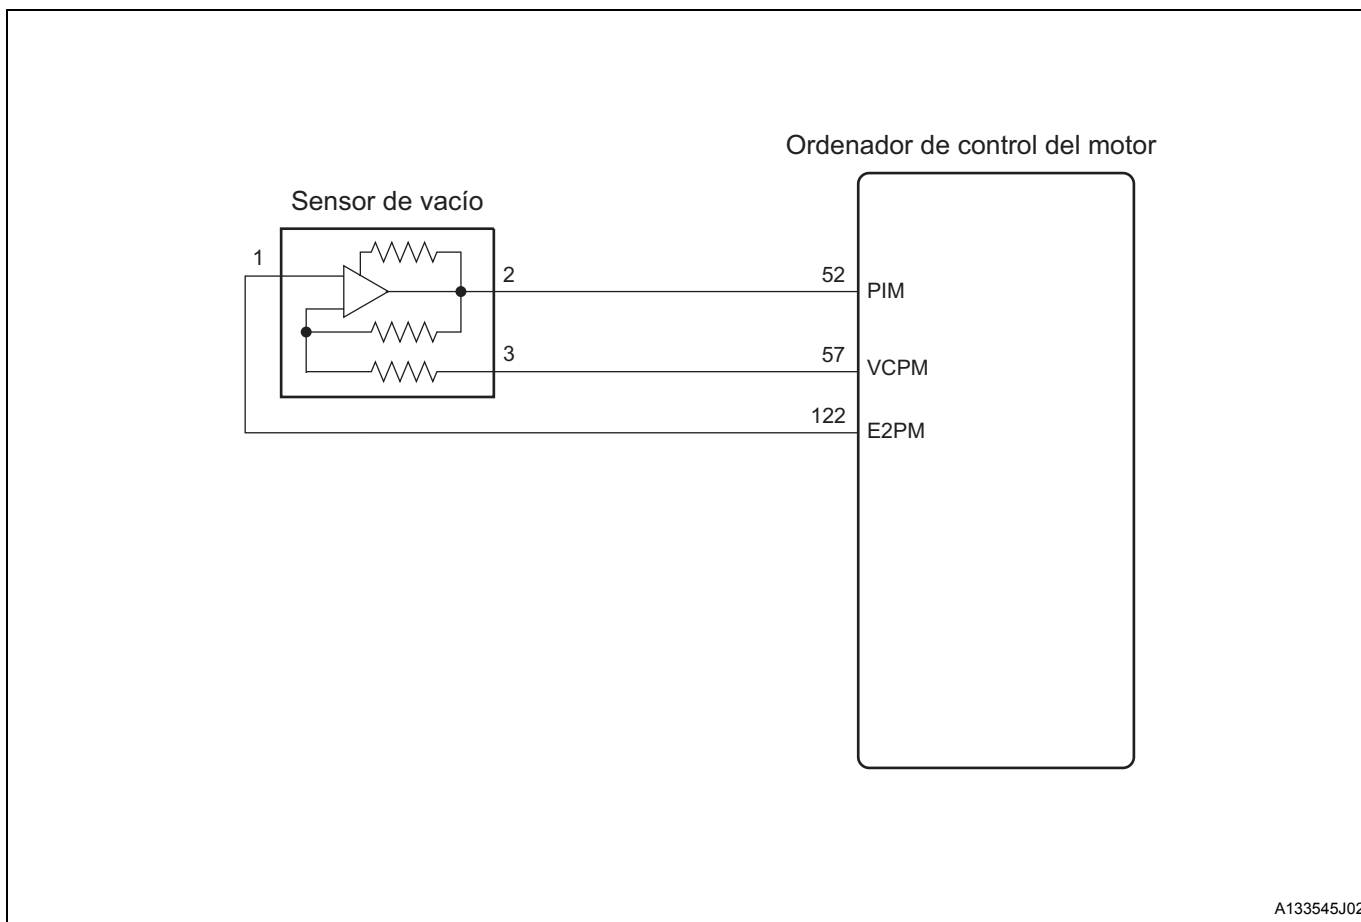 Ordenador de control del motor
Sensor de vacío
1
2
52
PIM
3
57
VCPM
122
E2PM
A133545J02